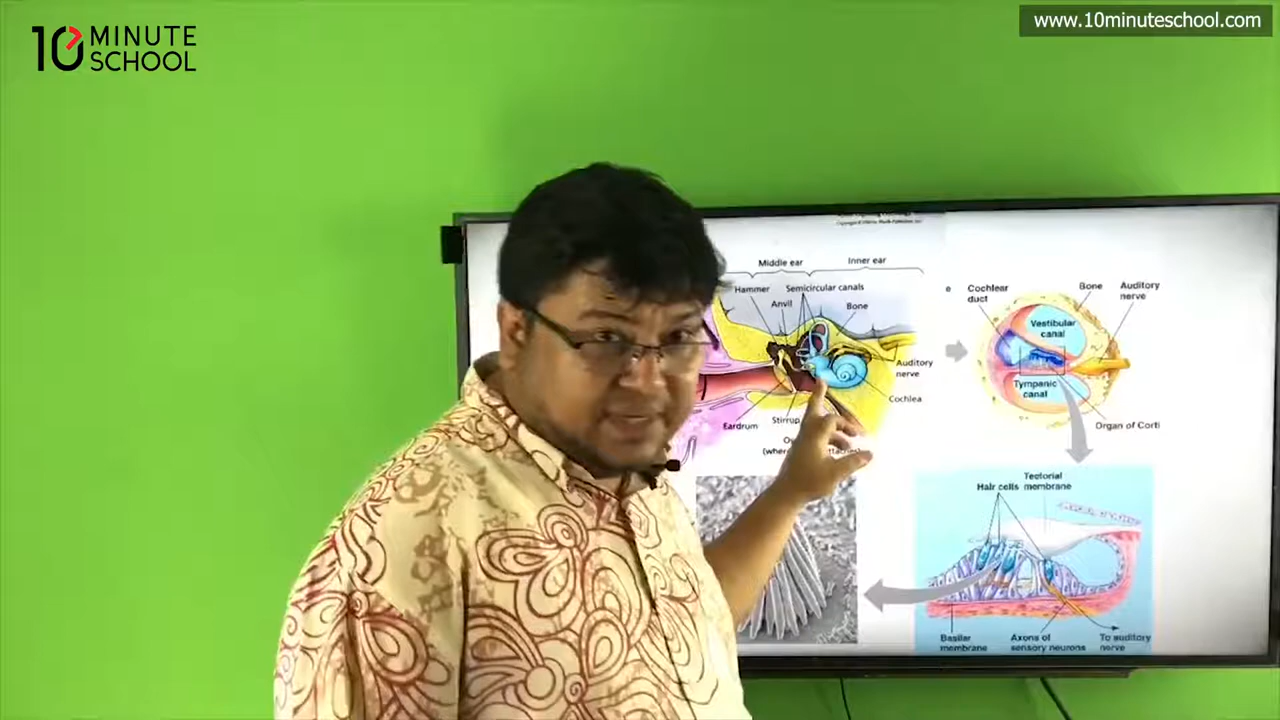 10 MINUTE
SCHOOL
www.10minuteschool.com
Middle ear
Inner ear
Hammer
Semicircular canals
Anvil
Bone
Auditory
nerve
Cochlea
Eardrum
Stirrup
Cochlear
duct
Bone
Auditory
nerve
Vestibular
canal
Tympanic
canal
Organ of Corti
Tectorial
Hair cells membrane
Basilar
membrane
Axons of
sensory neurons
To auditory
nerve